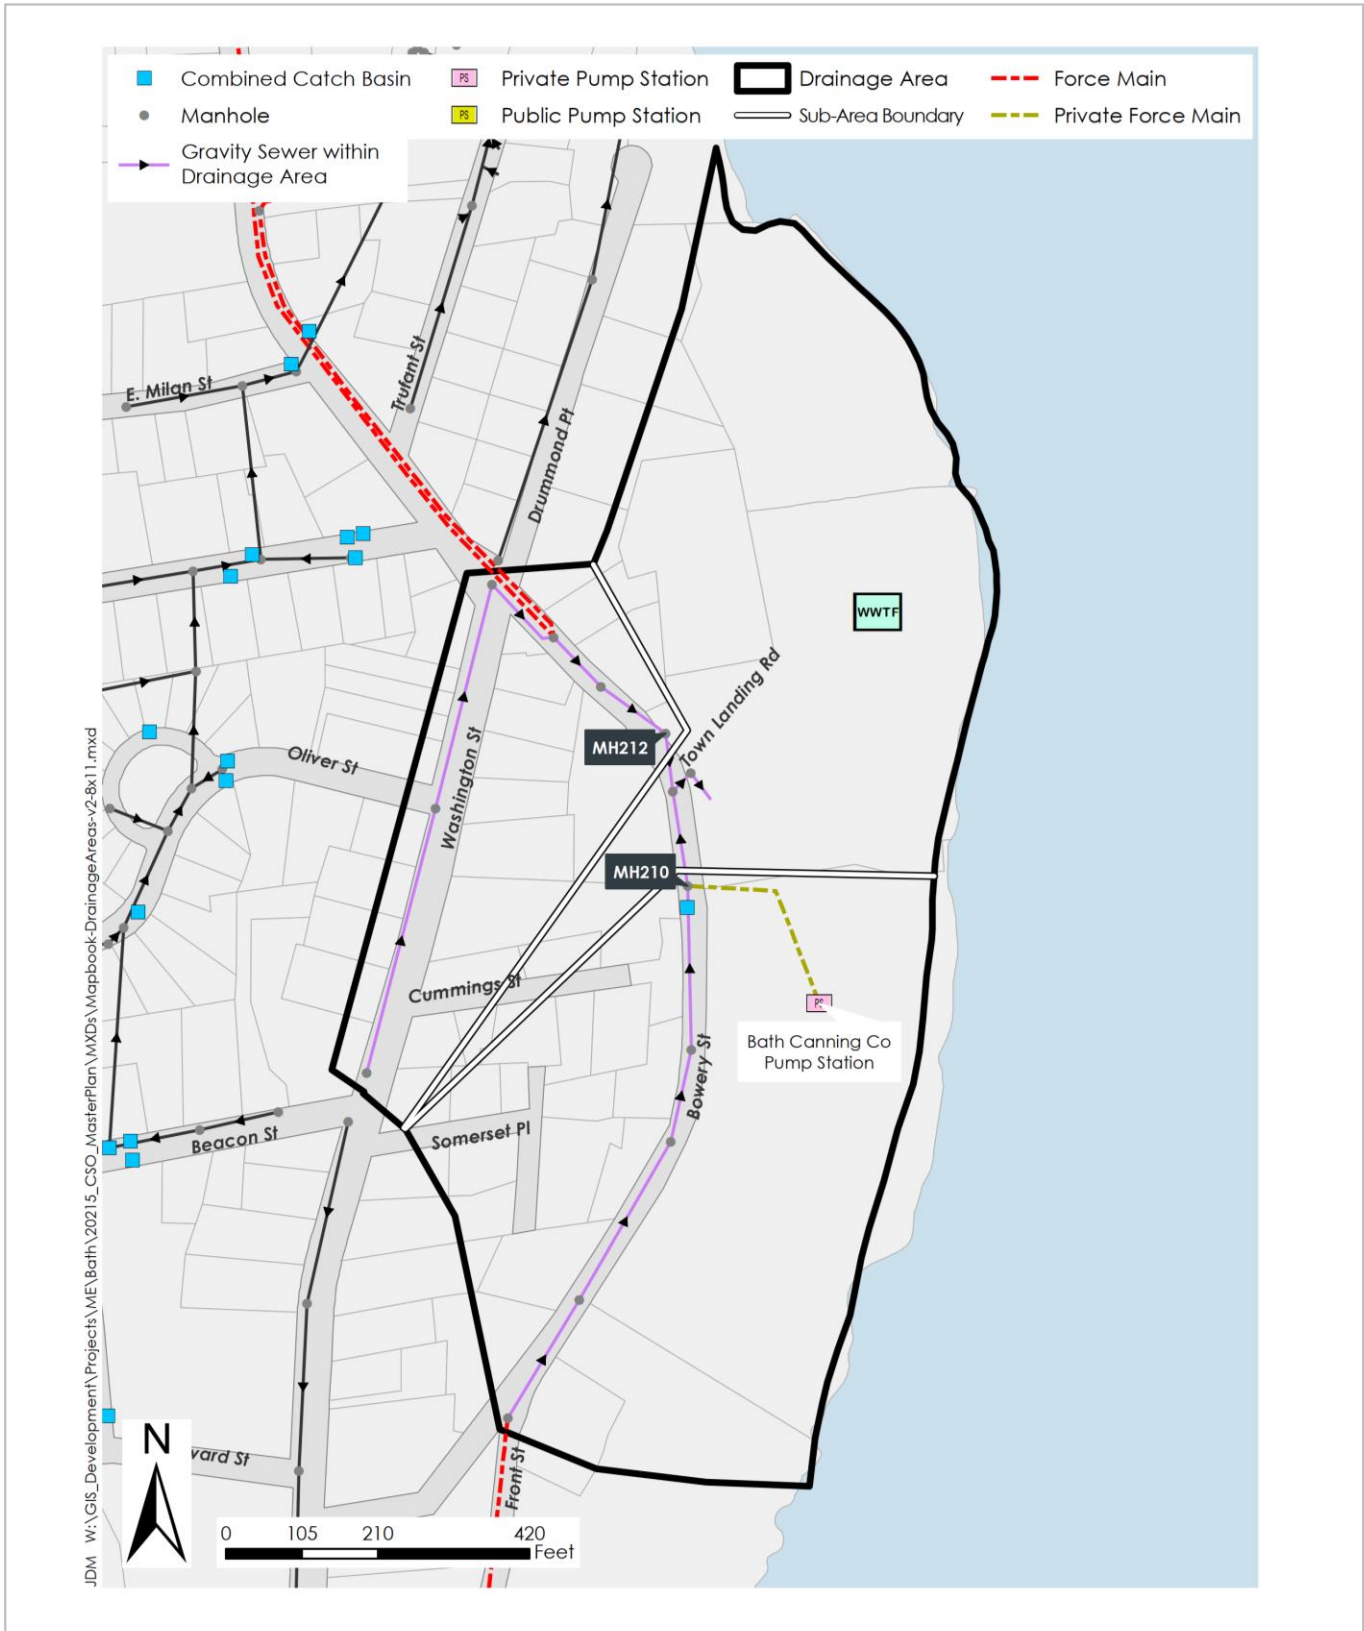 Combined Catch Basin
Manhole
Gravity Sewer within
Drainage Area
PS Private Pump Station
PS Public Pump Station
Drainage Area
Sub-Area Boundary
Force Main
Private Force Main
E. Milan St
Trufant St
Drummond Pt
WWTF
Town Landing Rd
MH212
Oliver St
Washington St
MH210
Cummings St
PS
Bath Canning Co
Pump Station
Bowery St
Beacon St
Somerset Pl
vard St
Front St
N
0 105 210 420
Feet
JDM W:\GIS_Development\Projects\ME\Bath\20215_CSO_MasterPlan\MXDs\Mapbook-DrainageAreas-v2-8x11.mxd